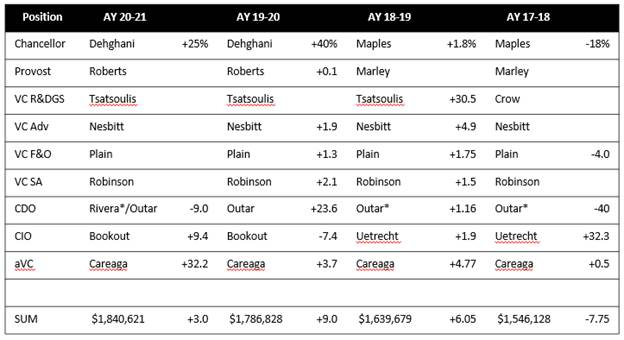 Position AY 20-21 AY 19-20 AY 18-19 AY 17-18
Chancellor Dehghani +25% Dehghani +40% Maples +1.8% Maples -18%
Provost Roberts Roberts +0.1 Marley Marley
VC R&DGS Tsatsoulis Tsatsoulis Tsatsoulis +30.5 Crow
VC Adv Nesbitt Nesbitt +1.9 Nesbitt +4.9 Nesbitt
VC F&O Plain Plain +1.3 Plain +1.75 Plain -4.0
VC SA Robinson Robinson +2.1 Robinson +1.5 Robinson
CDO Rivera*/Outar -9.0 Outar +23.6 Outar* +1.16 Outar* -40
CIO Bookout +9.4 Bookout -7.4 Uetrecht +1.9 Uetrecht +32.3
aVC Careaga +32.2 Careaga +3.7 Careaga +4.77 Careaga +0.5
SUM $1,840,621 +3.0 $1,786,828 +9.0 $1,639,679 +6.05 $1,546,128 -7.75